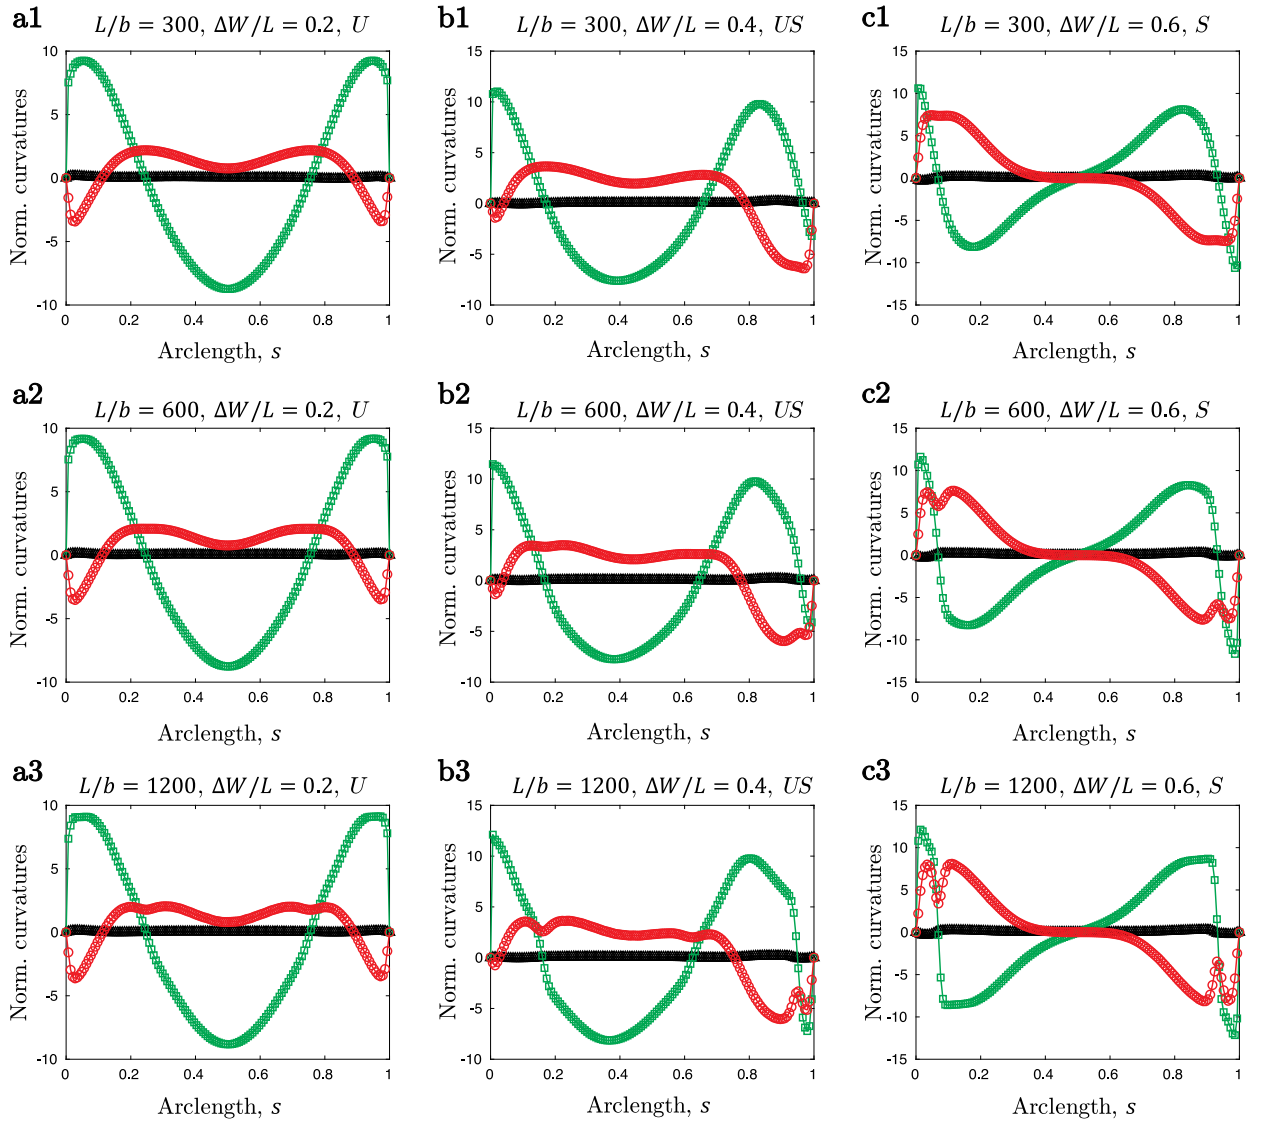 a1
L/b = 300, ΔW/L = 0.2, U
Norm. curvatures
10
5
0
-5
-10
0 0.2 0.4 0.6 0.8 1
Arclength, s
b1
L/b = 300, ΔW/L = 0.4, US
Norm. curvatures
15
10
5
0
-5
-10
0 0.2 0.4 0.6 0.8 1
Arclength, s
c1
L/b = 300, ΔW/L = 0.6, S
Norm. curvatures
15
10
5
0
-5
-10
-15
0 0.2 0.4 0.6 0.8 1
Arclength, s
a2
L/b = 600, ΔW/L = 0.2, U
Norm. curvatures
10
5
0
-5
-10
0 0.2 0.4 0.6 0.8 1
Arclength, s
b2
L/b = 600, ΔW/L = 0.4, US
Norm. curvatures
15
10
5
0
-5
-10
0 0.2 0.4 0.6 0.8 1
Arclength, s
c2
L/b = 600, ΔW/L = 0.6, S
Norm. curvatures
15
10
5
0
-5
-10
-15
0 0.2 0.4 0.6 0.8 1
Arclength, s
a3
L/b = 1200, ΔW/L = 0.2, U
Norm. curvatures
10
5
0
-5
-10
0 0.2 0.4 0.6 0.8 1
Arclength, s
b3
L/b = 1200, ΔW/L = 0.4, US
Norm. curvatures
15
10
5
0
-5
-10
0 0.2 0.4 0.6 0.8 1
Arclength, s
c3
L/b = 1200, ΔW/L = 0.6, S
Norm. curvatures
15
10
5
0
-5
-10
-15
0 0.2 0.4 0.6 0.8 1
Arclength, s